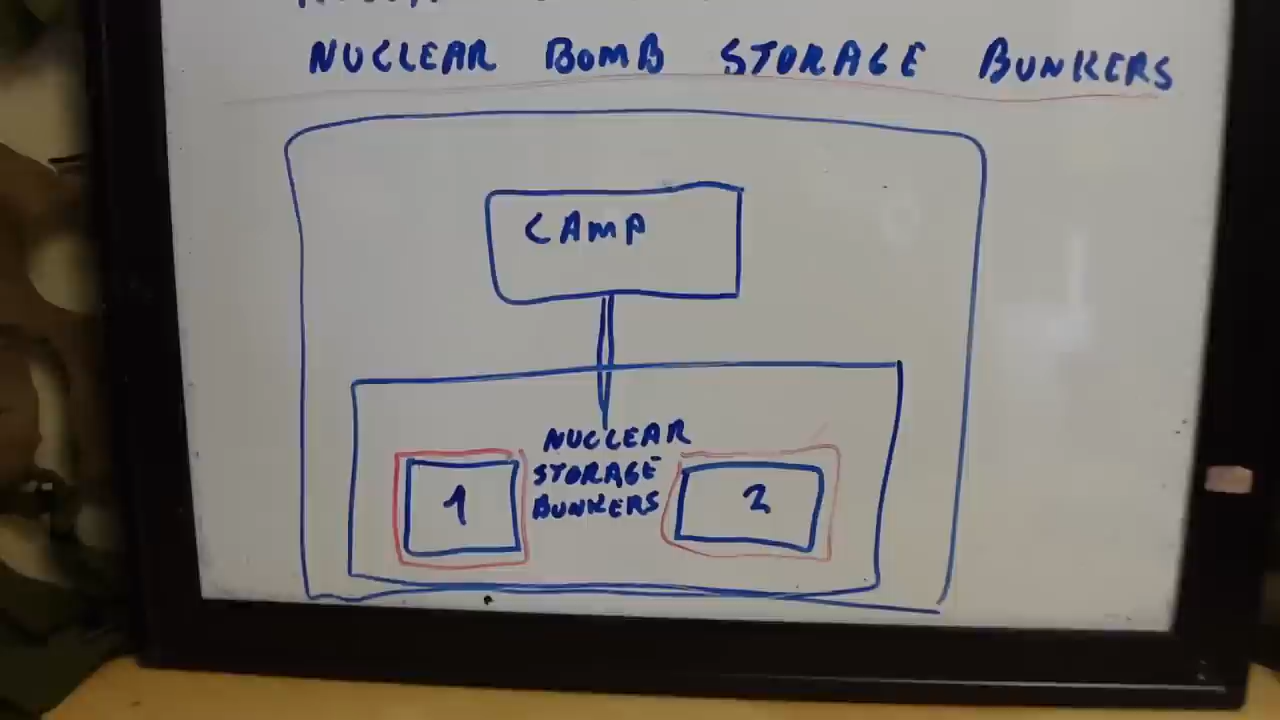 NUCLEAR BOMB STORAGE BUNKERS
CAMP
NUCLEAR
STORAGE
BUNKERS
1
2